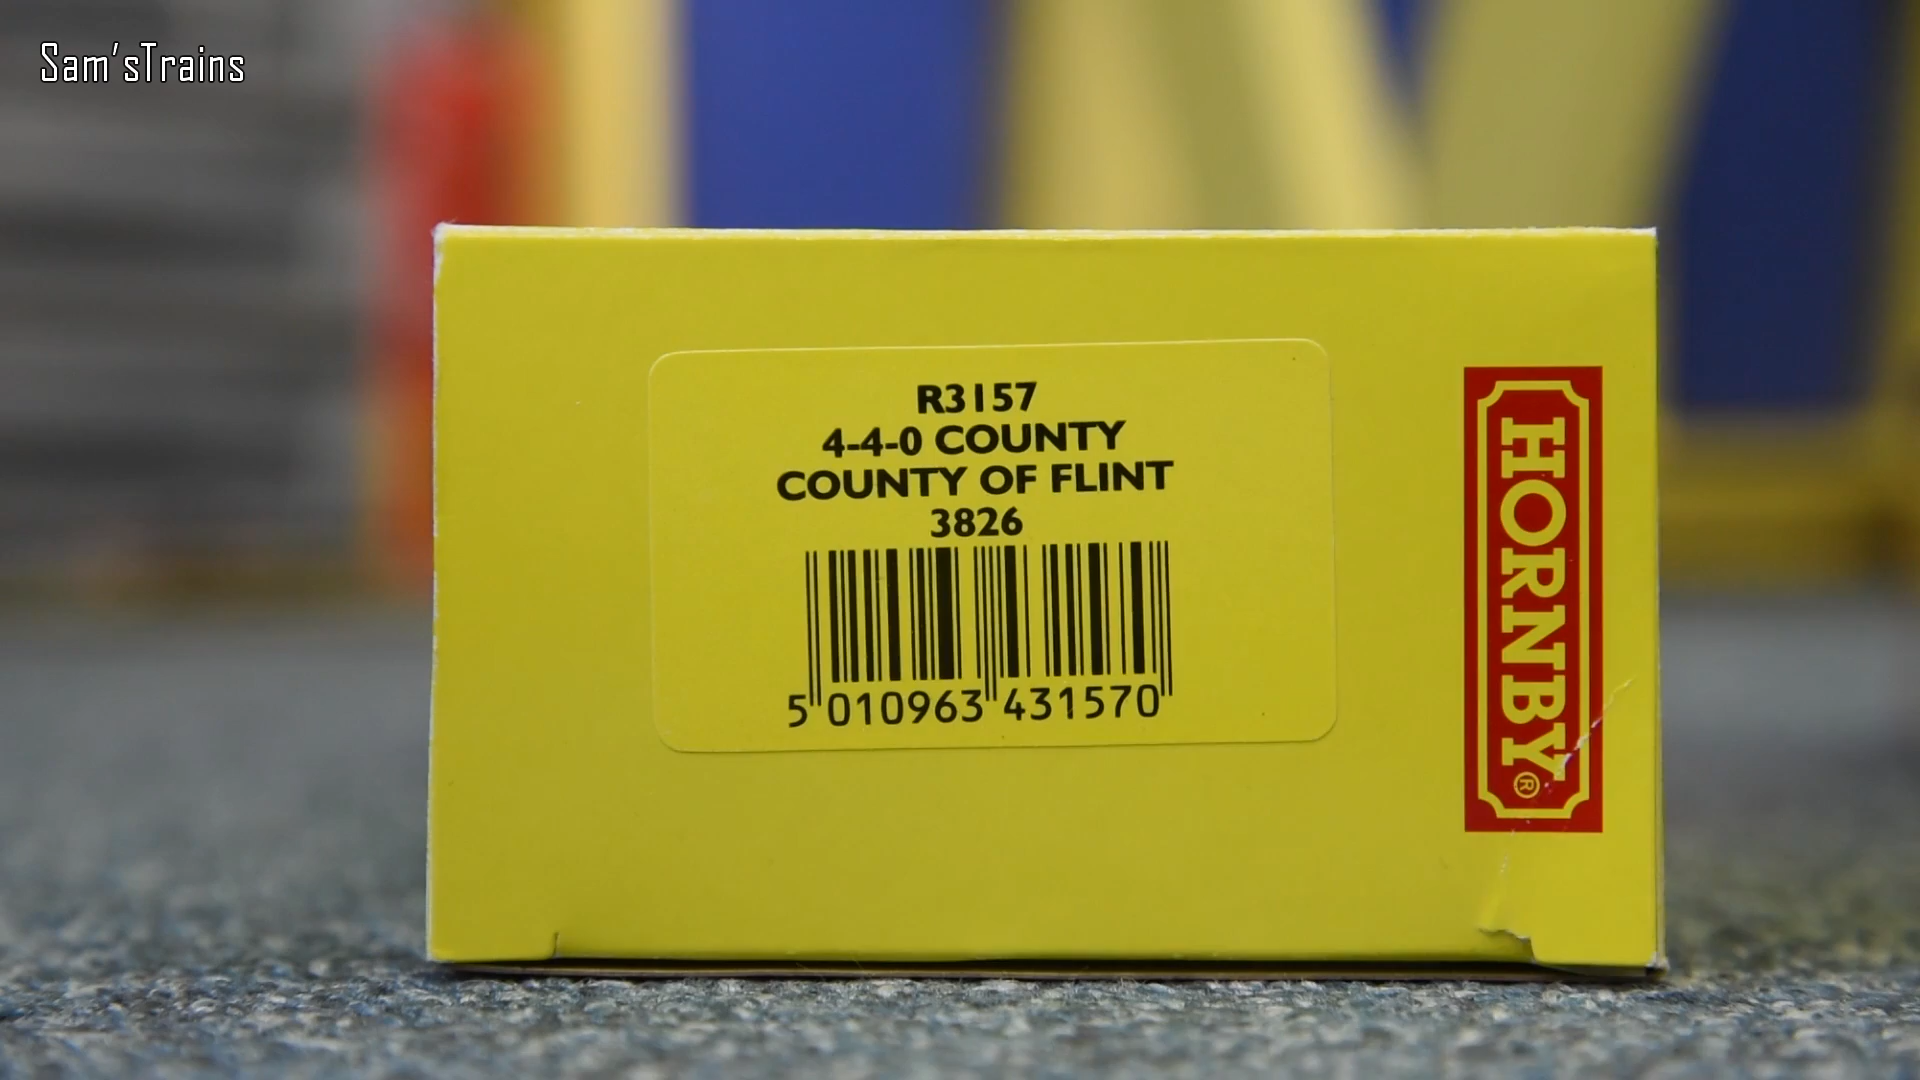 Sam'sTrains
R3157
4-4-0 COUNTY
COUNTY OF FLINT
3826
5 010963 431570
HORNBY®